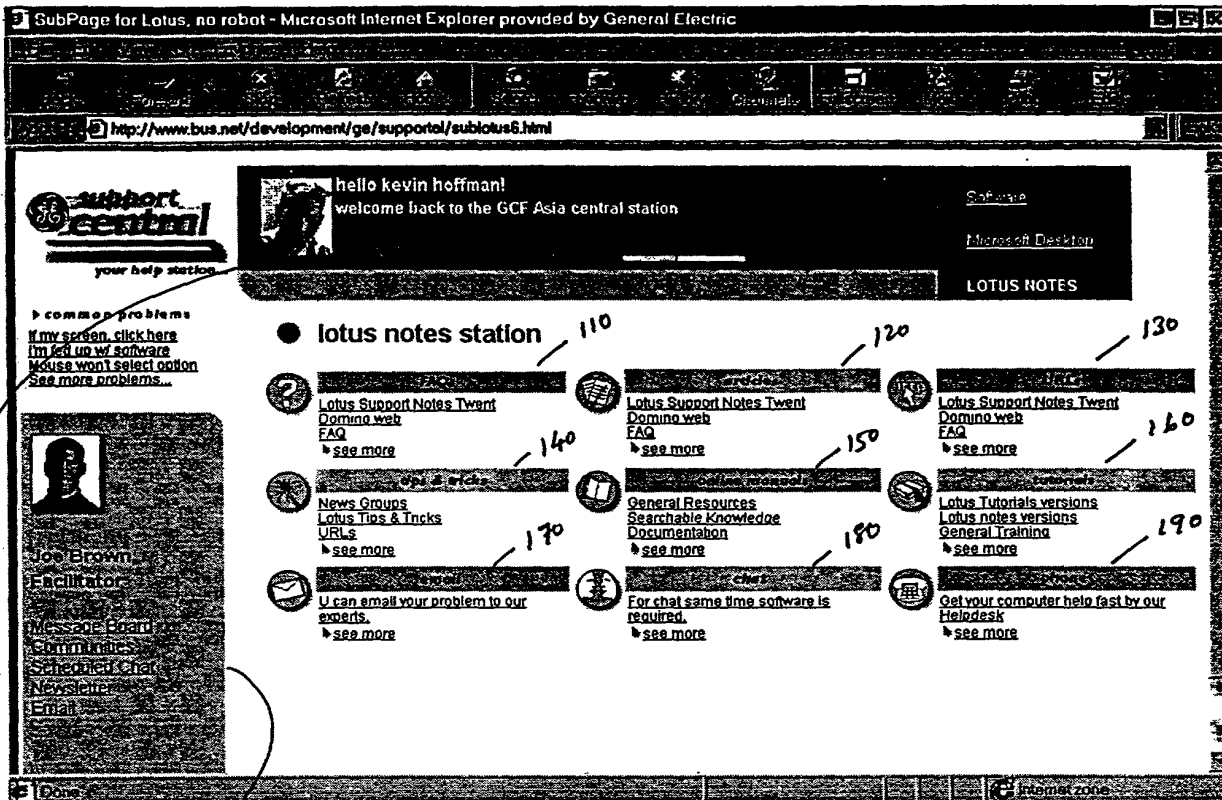 SubPage for Lotus, no robot - Microsoft Internet Explorer provided by General Electric
Forward
Channels
http://www.bus.net/development/ge/supportal/sublotus6.html
support
central
your help station
hello kevin hoffman!
welcome back to the GCF Asia central station
Software
Microsoft Desktop
LOTUS NOTES
common problems
If my screen, click here
I'm fed up w/ software
Mouse won't select option
See more problems...
lotus notes station
110
120
130
FAQ
articles
URLs
Lotus Support Notes Twent
Domino web
FAQ
see more
Lotus Support Notes Twent
Domino web
FAQ
see more
Lotus Support Notes Twent
Domino web
FAQ
see more
140
150
160
tips & tricks
online manuals
tutorials
News Groups
Lotus Tips & Tricks
URLs
see more
General Resources
Searchable Knowledge
Documentation
see more
Lotus Tutorials versions
Lotus notes versions
General Training
see more
170
180
190
email
chat
U can email your problem to our
experts.
see more
For chat same time software is
required.
see more
Get your computer help fast by our
Helpdesk
see more
Joe Brown
Facilitator
Message Board
Communities
Scheduled Chat
Newsletter
Email
Done
Internet zone